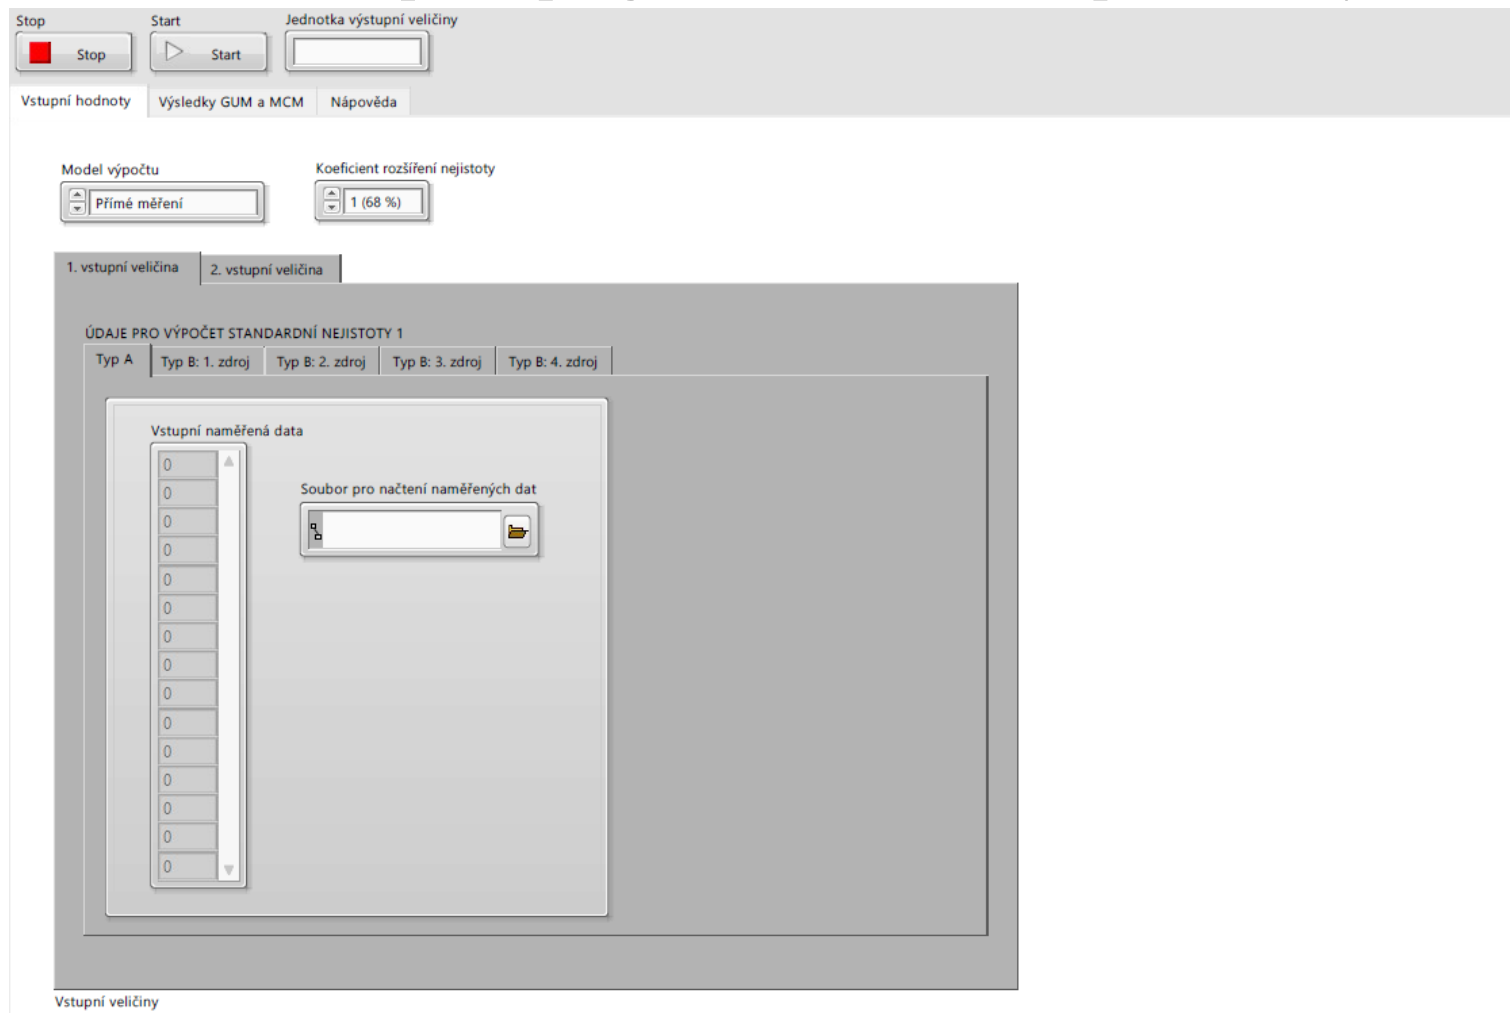 Stop Start Jednotka výstupní veličiny
Stop Start
Vstupní hodnoty Výsledky GUM a MCM Nápověda
Model výpočtu Koeficient rozšíření nejistoty
Přímé měření 1 (68 %)
1. vstupní veličina 2. vstupní veličina
ÚDAJE PRO VÝPOČET STANDARDNÍ NEJISTOTY 1
Typ A Typ B: 1. zdroj Typ B: 2. zdroj Typ B: 3. zdroj Typ B: 4. zdroj
Vstupní naměřená data
0
Soubor pro načtení naměřených dat
0
0
0
0
0
0
0
0
0
0
0
0
0
0
Vstupní veličiny